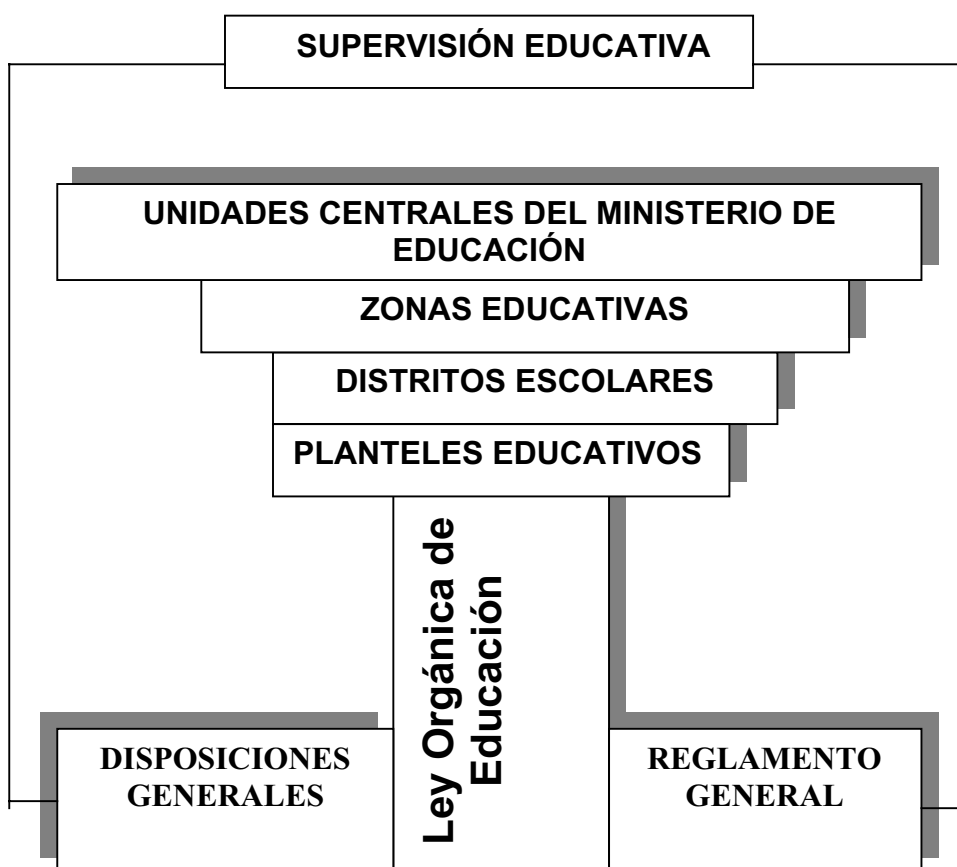 SUPERVISIÓN EDUCATIVA
UNIDADES CENTRALES DEL MINISTERIO DE
EDUCACIÓN
ZONAS EDUCATIVAS
DISTRITOS ESCOLARES
PLANTELES EDUCATIVOS
Ley Orgánica de
Educación
DISPOSICIONES
GENERALES
REGLAMENTO
GENERAL